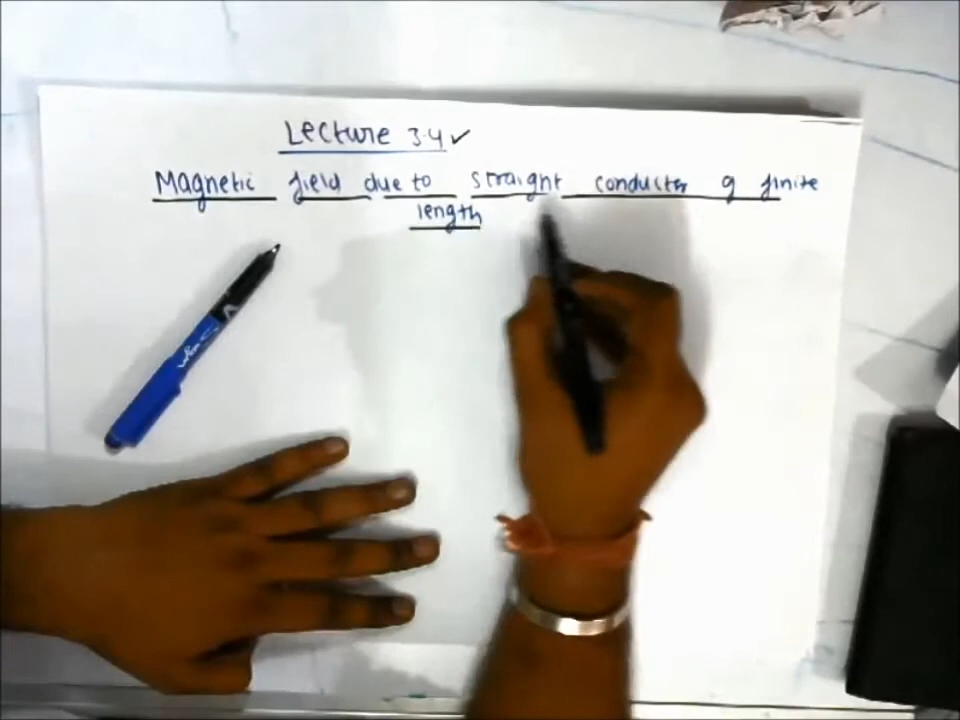 Lecture 3.4 ✓
Magnetic field due to straight conductor of finite
length